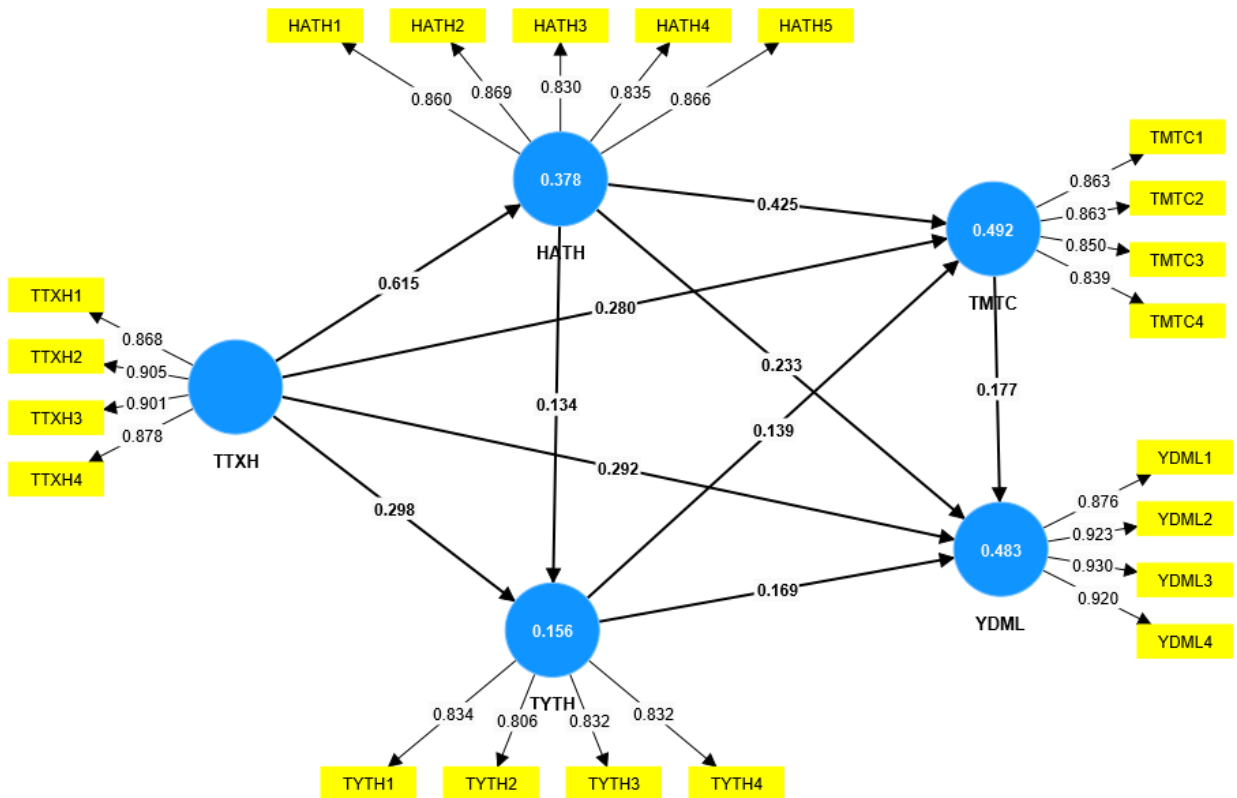 HATH1
HATH2
HATH3
HATH4
HATH5
0.860
0.869
0.830
0.835
0.866
0.378
HATH
TMTC1
TMTC2
TMTC3
TMTC4
0.863
0.863
0.850
0.839
0.492
TMTC
0.425
0.615
0.280
0.233
0.134
0.139
0.177
TTXH1
TTXH2
TTXH3
TTXH4
0.868
0.905
0.901
0.878
TTXH
0.292
0.298
0.169
YDML1
YDML2
YDML3
YDML4
0.876
0.923
0.930
0.920
0.483
YDML
0.156
TYTH
0.834
0.806
0.832
0.832
TYTH1
TYTH2
TYTH3
TYTH4